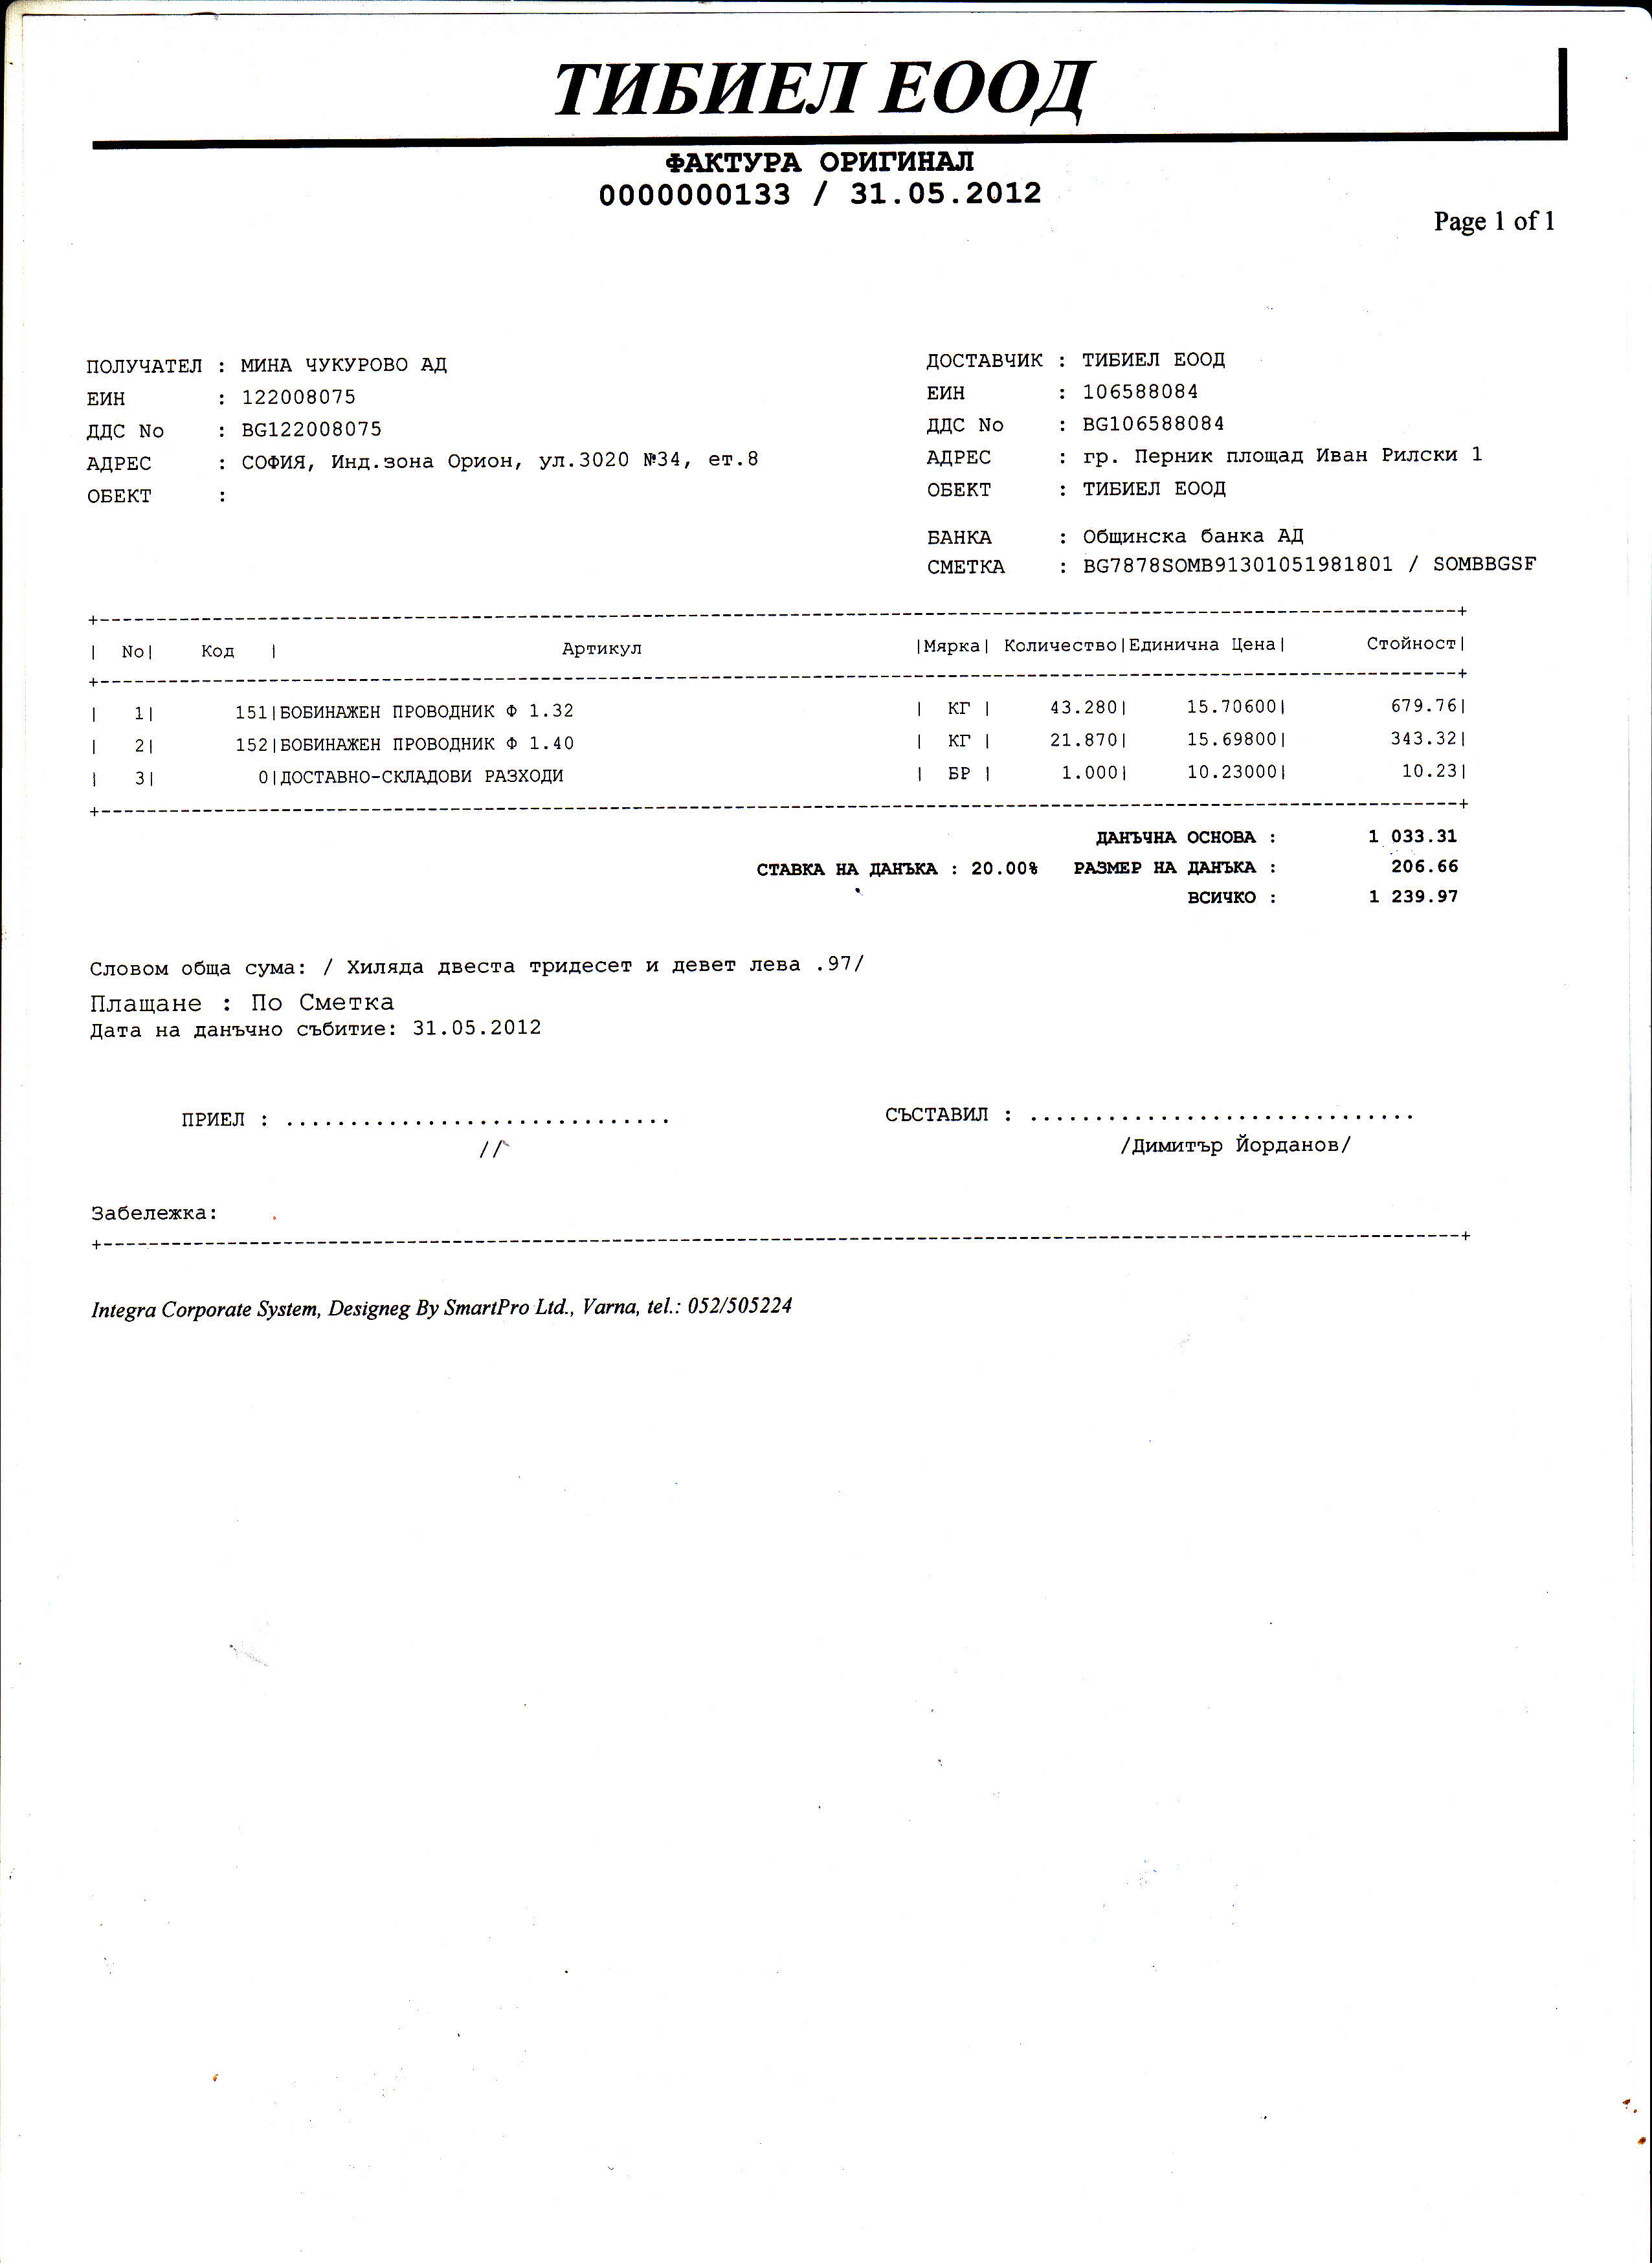 ТИБИЕЛ ЕООД
ФАКТУРА ОРИГИНАЛ
0000000133 / 31.05.2012
Page 1 of 1
ПОЛУЧАТЕЛ : МИНА ЧУКУРОВО АД
ЕИН : 122008075
ДДС No : BG122008075
АДРЕС : СОФИЯ, Инд.зона Орион, ул.3020 №34, ет.8
ОБЕКТ :
ДОСТАВЧИК : ТИБИЕЛ ЕООД
ЕИН : 106588084
ДДС No : BG106588084
АДРЕС : гр. Перник площад Иван Рилски 1
ОБЕКТ : ТИБИЕЛ ЕООД
БАНКА : Общинска банка АД
СМЕТКА : BG7878SOMB91301051981801 / SOMBBGSF
| No| Код | Артикул |Мярка| Количество|Единична Цена| Стойност|
| 1| 151|БОБИНАЖЕН ПРОВОДНИК Ф 1.32 | КГ | 43.280| 15.70600| 679.76|
| 2| 152|БОБИНАЖЕН ПРОВОДНИК Ф 1.40 | КГ | 21.870| 15.69800| 343.32|
| 3| 0|ДОСТАВНО-СКЛАДОВИ РАЗХОДИ | БР | 1.000| 10.23000| 10.23|
ДАНЪЧНА ОСНОВА : 1 033.31
СТАВКА НА ДАНЪКА : 20.00% РАЗМЕР НА ДАНЪКА : 206.66
ВСИЧКО : 1 239.97
Словом обща сума: / Хиляда двеста тридесет и девет лева .97/
Плащане : По Сметка
Дата на данъчно събитие: 31.05.2012
ПРИЕЛ : .............................. СЪСТАВИЛ : ..............................
// /Димитър Йорданов/
Забележка:
Integra Corporate System, Designeg By SmartPro Ltd., Varna, tel.: 052/505224